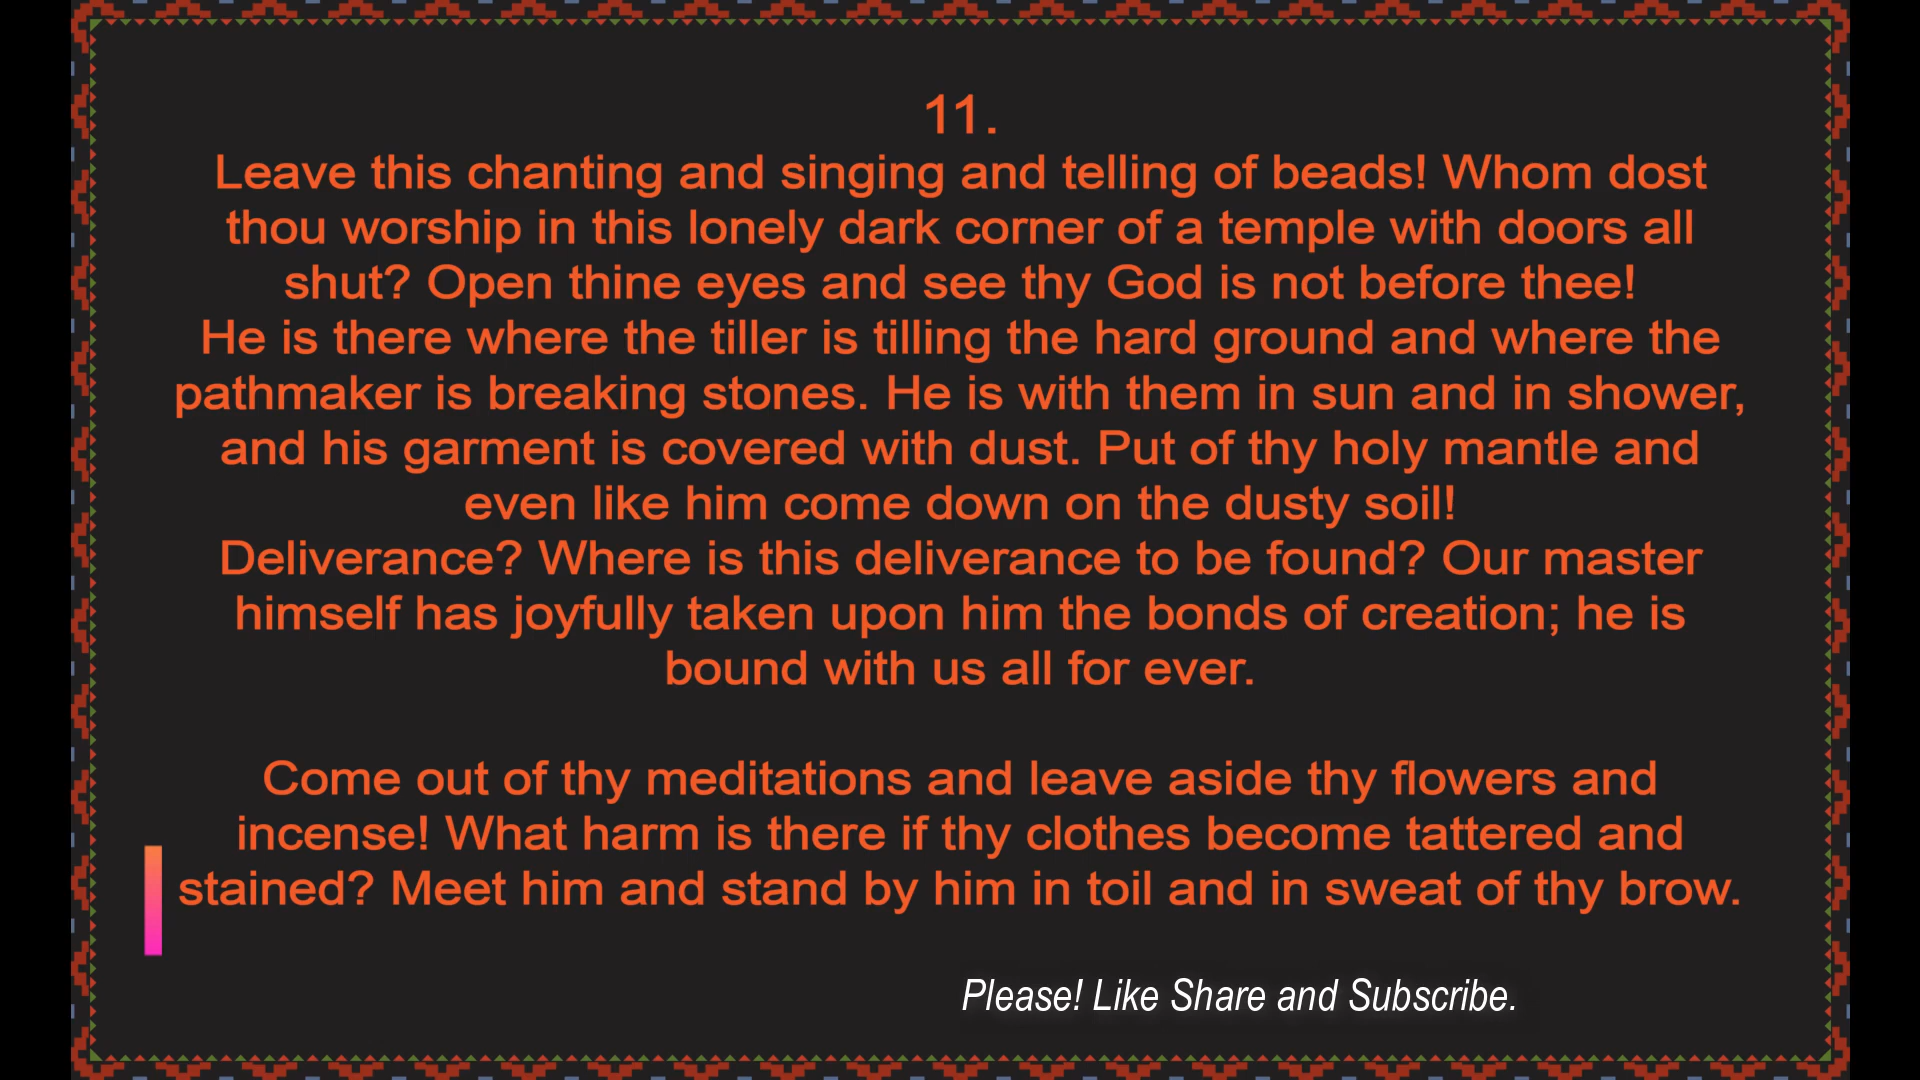 11.
Leave this chanting and singing and telling of beads! Whom dost
thou worship in this lonely dark corner of a temple with doors all
shut? Open thine eyes and see thy God is not before thee!
He is there where the tiller is tilling the hard ground and where the
pathmaker is breaking stones. He is with them in sun and in shower,
and his garment is covered with dust. Put of thy holy mantle and
even like him come down on the dusty soil!
Deliverance? Where is this deliverance to be found? Our master
himself has joyfully taken upon him the bonds of creation; he is
bound with us all for ever.
Come out of thy meditations and leave aside thy flowers and
incense! What harm is there if thy clothes become tattered and
stained? Meet him and stand by him in toil and in sweat of thy brow.
Please! Like Share and Subscribe.